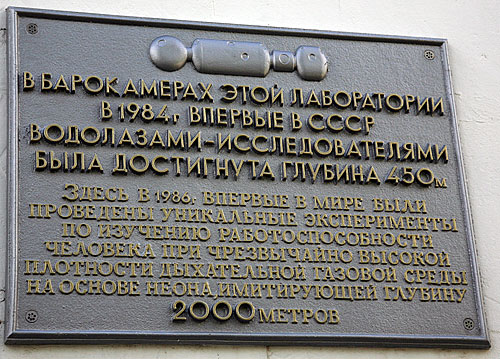 В БАРОКАМЕРАХ ЭТОЙ ЛАБОРАТОРИИ
В 1984 г. ВПЕРВЫЕ В СССР
ВОДОЛАЗАМИ-ИССЛЕДОВАТЕЛЯМИ
БЫЛА ДОСТИГНУТА ГЛУБИНА 450м
ЗДЕСЬ В 1986 г. ВПЕРВЫЕ В МИРЕ БЫЛИ
ПРОВЕДЕНЫ УНИКАЛЬНЫЕ ЭКСПЕРИМЕНТЫ
ПО ИЗУЧЕНИЮ РАБОТОСПОСОБНОСТИ
ЧЕЛОВЕКА ПРИ ЧРЕЗВЫЧАЙНО ВЫСОКОЙ
ПЛОТНОСТИ ДЫХАТЕЛЬНОЙ ГАЗОВОЙ СРЕДЫ
НА ОСНОВЕ НЕОНА, ИМИТИРУЮЩЕЙ ГЛУБИНУ
2000 МЕТРОВ